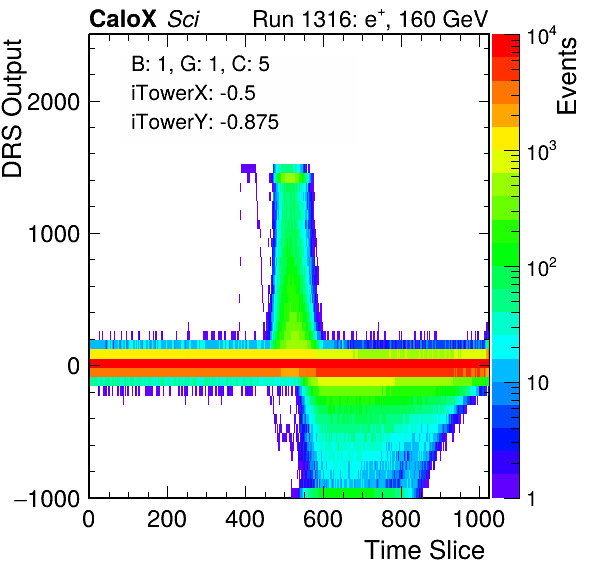 CaloX Sci Run 1316: e⁺, 160 GeV
B: 1, G: 1, C: 5
iTowerX: -0.5
iTowerY: -0.875
DRS Output
2000
1000
0
−1000
0 200 400 600 800 1000
Time Slice
Events
10⁴
10³
10²
10
1